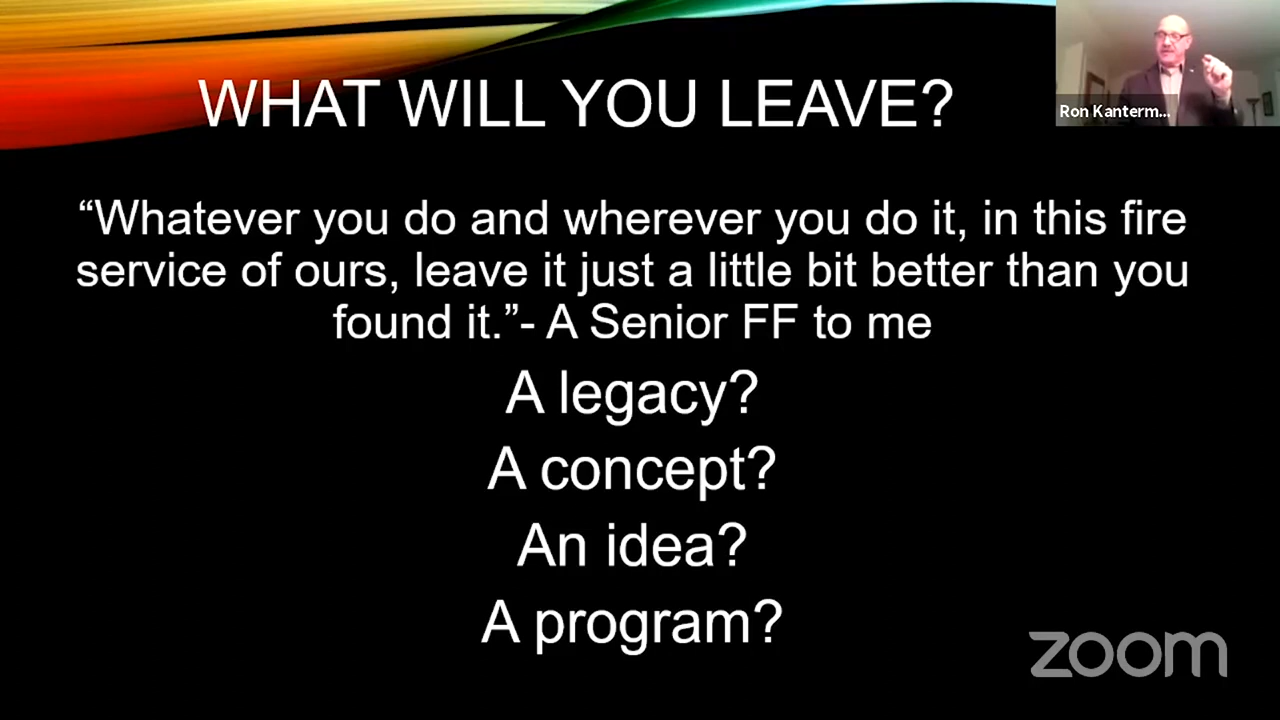 WHAT WILL YOU LEAVE?
Ron Kanterm...
“Whatever you do and wherever you do it, in this fire
service of ours, leave it just a little bit better than you
found it.”- A Senior FF to me
A legacy?
A concept?
An idea?
A program?
zoom